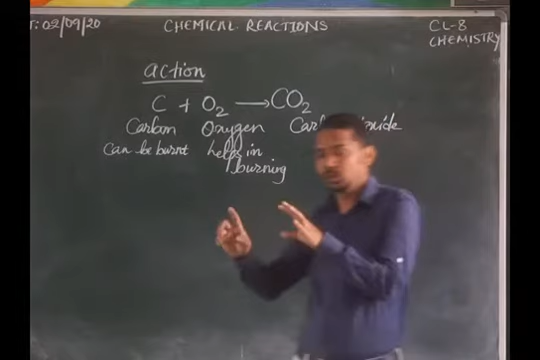 T: 02/09/20 CHEMICAL REACTIONS CL-8
CHEMISTRY
action
C + O₂ → CO₂
Carbon Oxygen
Can be burnt helps in
burning